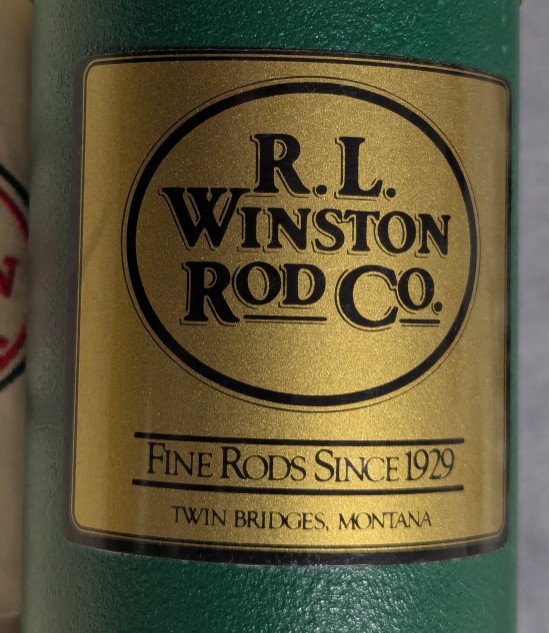 R. L.
WINSTON
ROD CO.
FINE RODS SINCE 1929
TWIN BRIDGES, MONTANA